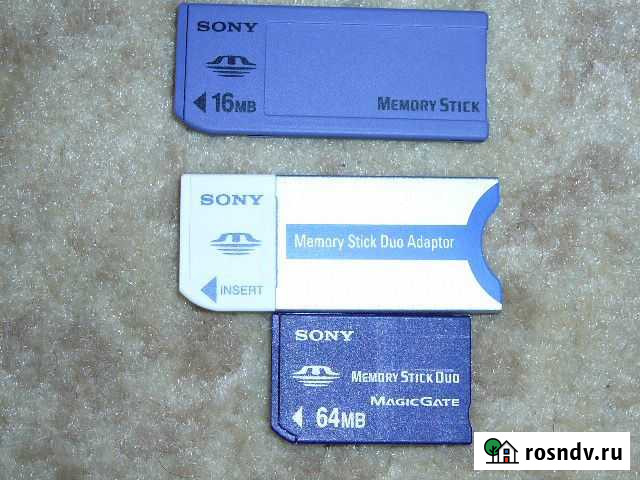 SONY
16MB
MEMORY STICK
SONY
Memory Stick Duo Adaptor
INSERT
SONY
MEMORY STICK DUO
MAGICGATE
64MB
rosndv.ru